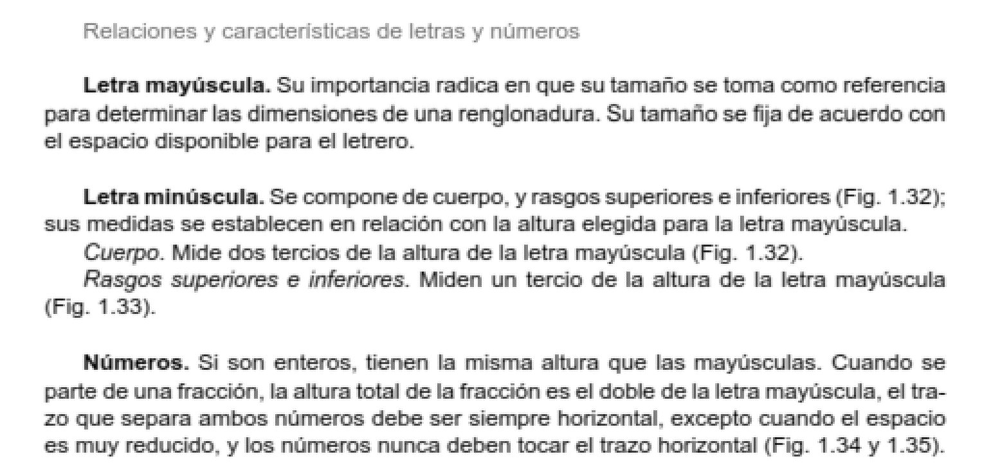 Relaciones y características de letras y números
Letra mayúscula. Su importancia radica en que su tamaño se toma como referencia
para determinar las dimensiones de una renglonadura. Su tamaño se fija de acuerdo con
el espacio disponible para el letrero.
Letra minúscula. Se compone de cuerpo, y rasgos superiores e inferiores (Fig. 1.32);
sus medidas se establecen en relación con la altura elegida para la letra mayúscula.
Cuerpo. Mide dos tercios de la altura de la letra mayúscula (Fig. 1.32).
Rasgos superiores e inferiores. Miden un tercio de la altura de la letra mayúscula
(Fig. 1.33).
Números. Si son enteros, tienen la misma altura que las mayúsculas. Cuando se
parte de una fracción, la altura total de la fracción es el doble de la letra mayúscula, el tra-
zo que separa ambos números debe ser siempre horizontal, excepto cuando el espacio
es muy reducido, y los números nunca deben tocar el trazo horizontal (Fig. 1.34 y 1.35).